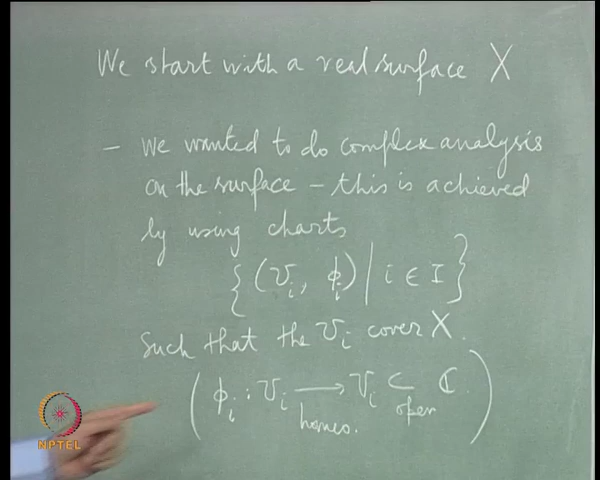 We start with a real surface X
- We wanted to do complex analysis
on the surface - this is achieved
by using charts
{ (U_i, ϕ_i) | i ∈ I }
Such that the U_i cover X.
( ϕ_i : U_i ⟶ V_i ⊂ ℂ. )
homeo. open
NPTEL